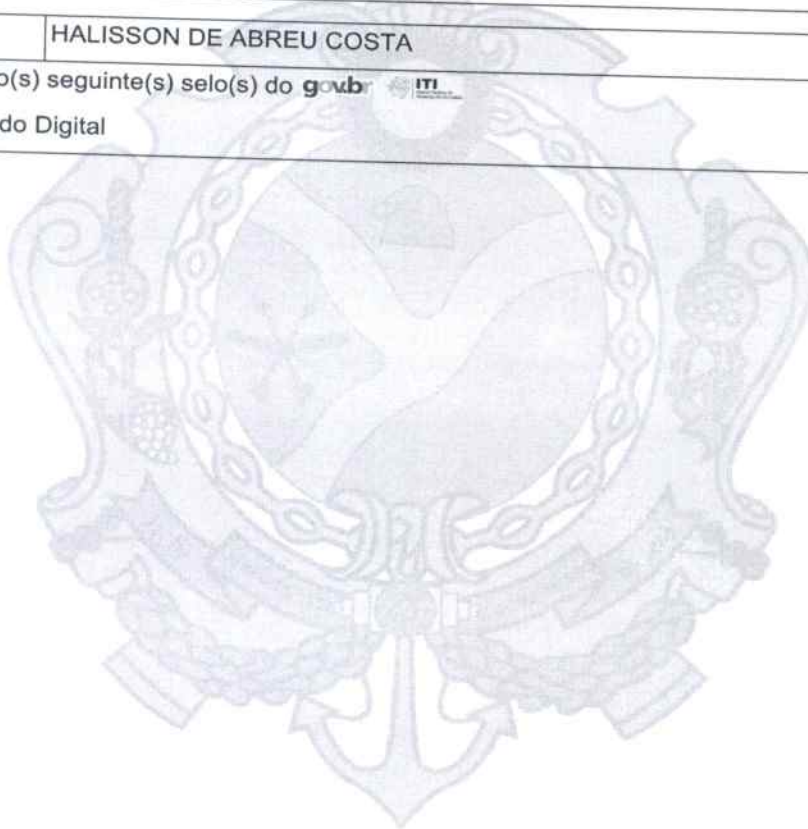 HALISSON DE ABREU COSTA
o(s) seguinte(s) selo(s) do gov.br ITI
do Digital